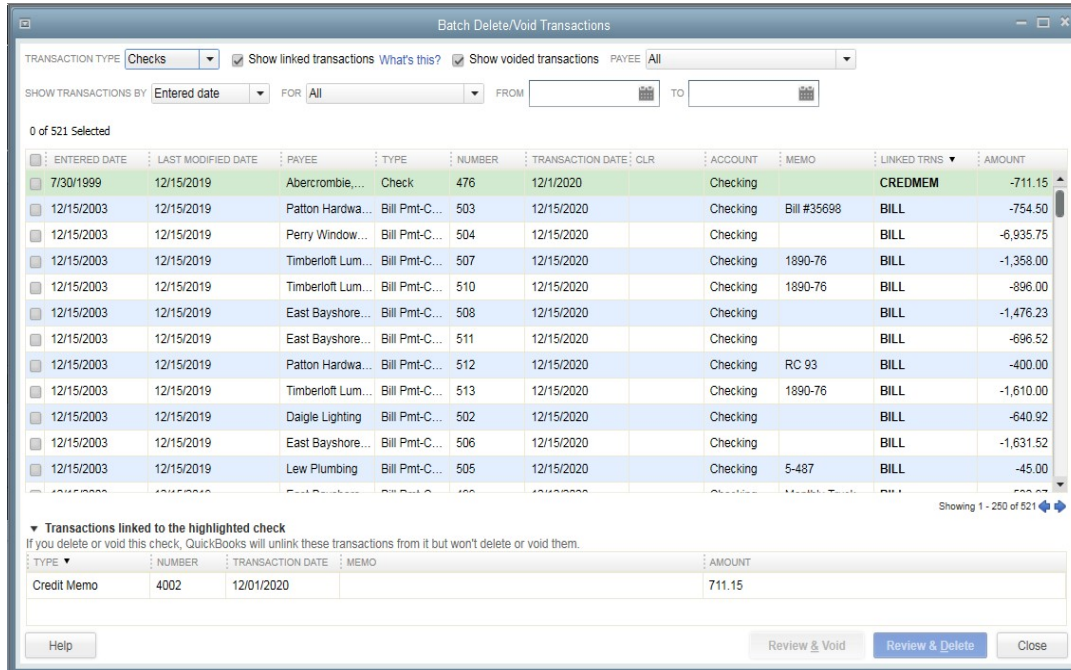 Batch Delete/Void Transactions
TRANSACTION TYPE Checks Show linked transactions What's this? Show voided transactions PAYEE All
SHOW TRANSACTIONS BY Entered date FOR All FROM TO
0 of 521 Selected
ENTERED DATE LAST MODIFIED DATE PAYEE TYPE NUMBER TRANSACTION DATE CLR ACCOUNT MEMO LINKED TRNS AMOUNT
7/30/1999 12/15/2019 Abercrombie,... Check 476 12/1/2020 Checking CREDMEM -711.15
12/15/2003 12/15/2019 Patton Hardwa... Bill Pmt-C... 503 12/15/2020 Checking Bill #35698 BILL -754.50
12/15/2003 12/15/2019 Perry Window... Bill Pmt-C... 504 12/15/2020 Checking BILL -6,935.75
12/15/2003 12/15/2019 Timberloft Lum... Bill Pmt-C... 507 12/15/2020 Checking 1890-76 BILL -1,358.00
12/15/2003 12/15/2019 Timberloft Lum... Bill Pmt-C... 510 12/15/2020 Checking 1890-76 BILL -896.00
12/15/2003 12/15/2019 East Bayshore... Bill Pmt-C... 508 12/15/2020 Checking BILL -1,476.23
12/15/2003 12/15/2019 East Bayshore... Bill Pmt-C... 511 12/15/2020 Checking BILL -696.52
12/15/2003 12/15/2019 Patton Hardwa... Bill Pmt-C... 512 12/15/2020 Checking RC 93 BILL -400.00
12/15/2003 12/15/2019 Timberloft Lum... Bill Pmt-C... 513 12/15/2020 Checking 1890-76 BILL -1,610.00
12/15/2003 12/15/2019 Daigle Lighting Bill Pmt-C... 502 12/15/2020 Checking BILL -640.92
12/15/2003 12/15/2019 East Bayshore... Bill Pmt-C... 506 12/15/2020 Checking BILL -1,631.52
12/15/2003 12/15/2019 Lew Plumbing Bill Pmt-C... 505 12/15/2020 Checking 5-487 BILL -45.00
Showing 1 - 250 of 521
Transactions linked to the highlighted check
If you delete or void this check, QuickBooks will unlink these transactions from it but won't delete or void them.
TYPE NUMBER TRANSACTION DATE MEMO AMOUNT
Credit Memo 4002 12/01/2020 711.15
Help Review & Void Review & Delete Close